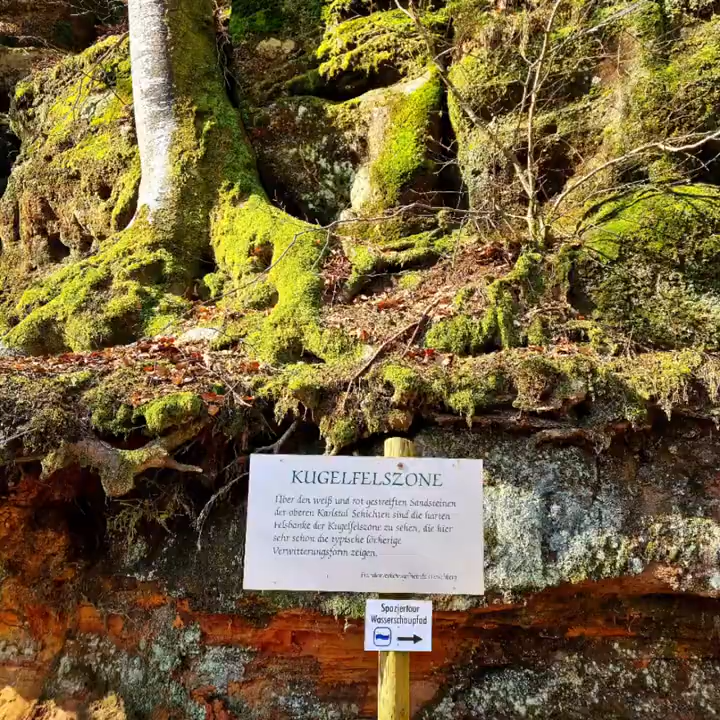 KUGELFELSZONE
Über den weiß und rot gestreiften Sandsteinen
der oberen Karlstal Schichten sind die harten
Felsbänke der Kugelfelszone zu sehen, die hier
sehr schön die typische löcherige
Verwitterungsform zeigen.
Spaziertour
Wasserschaupfad